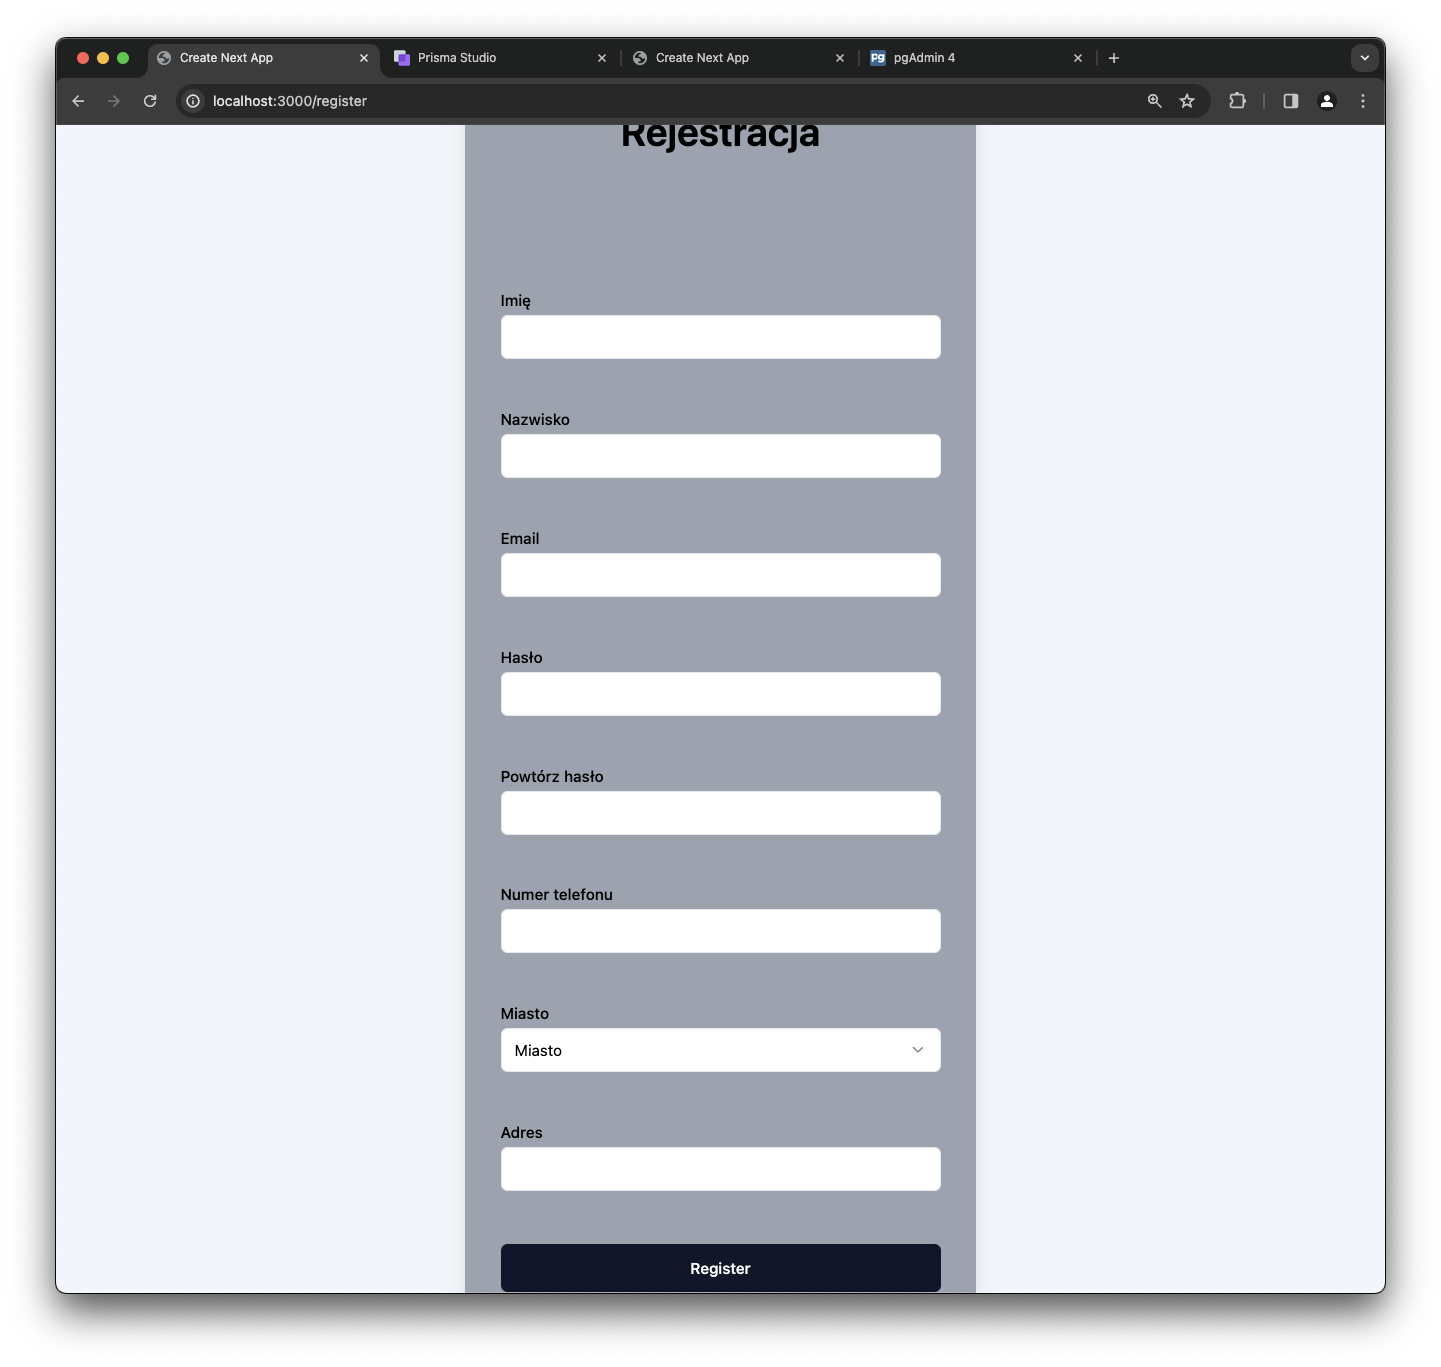 Create Next App
Prisma Studio
Create Next App
Pg pgAdmin 4
localhost:3000/register
Rejestracja
Imię
Nazwisko
Email
Hasło
Powtórz hasło
Numer telefonu
Miasto
Miasto
Adres
Register